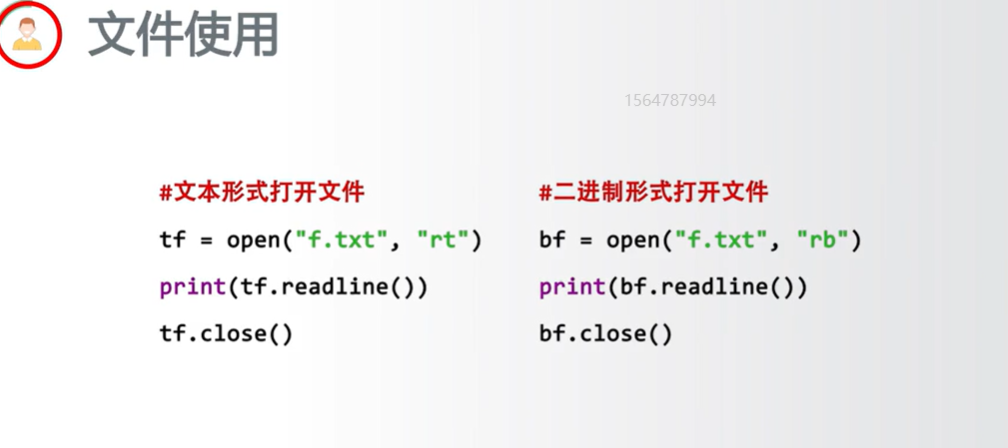 文件使用
1564787994
#文本形式打开文件
tf = open("f.txt", "rt")
print(tf.readline())
tf.close()
#二进制形式打开文件
bf = open("f.txt", "rb")
print(bf.readline())
bf.close()